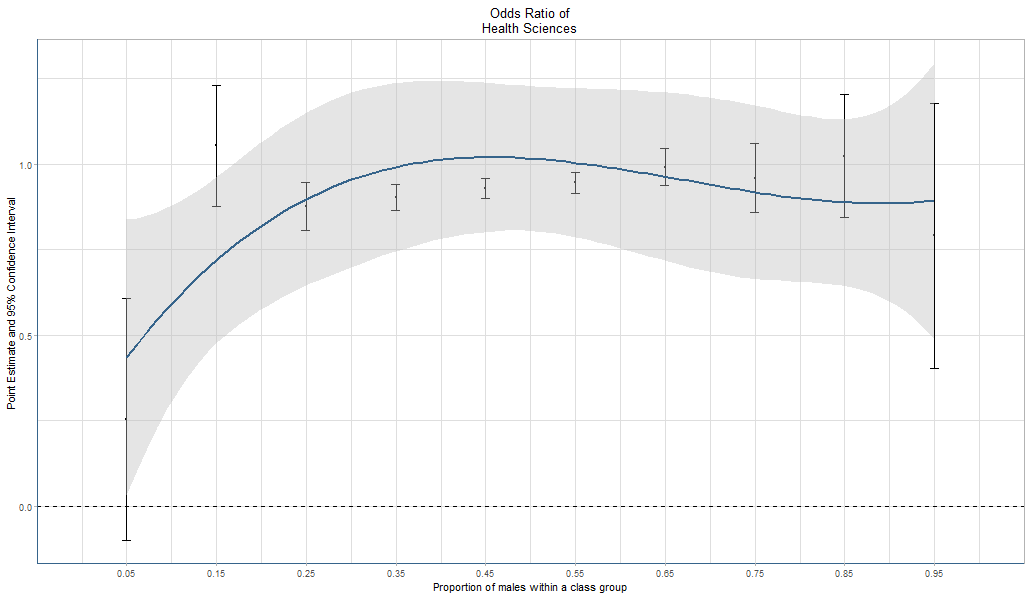 Odds Ratio of
Health Sciences
Point Estimate and 95% Confidence Interval
1.0
0.5
0.0
0.05 0.15 0.25 0.35 0.45 0.55 0.65 0.75 0.85 0.95
Proportion of males within a class group